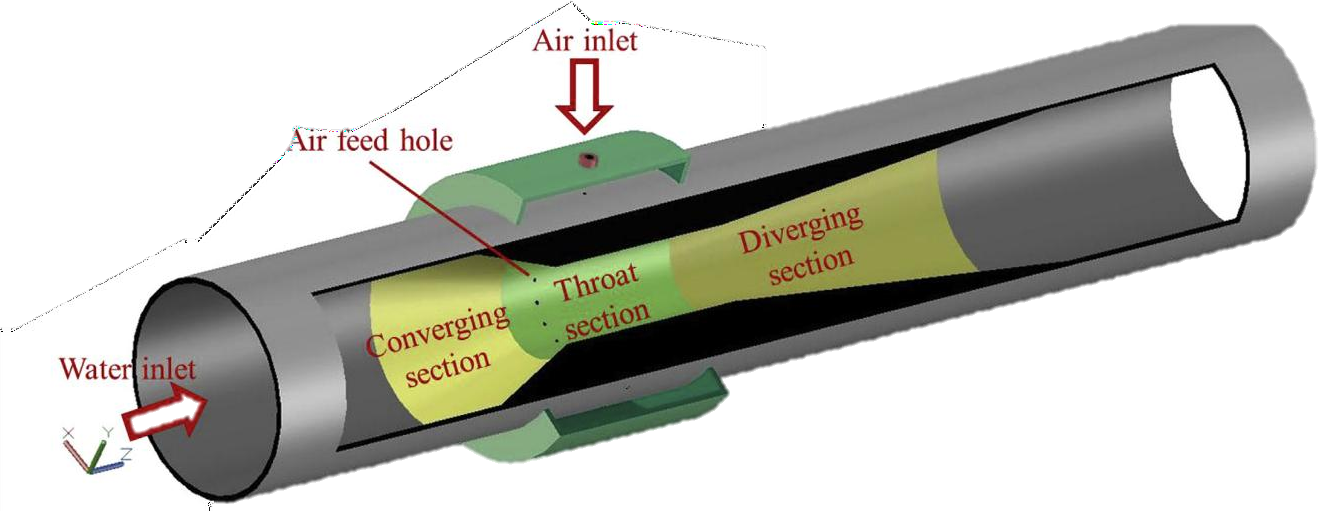 Air inlet
Air feed hole
Throat
section
Diverging
section
Converging
section
Water inlet
X
Y
Z